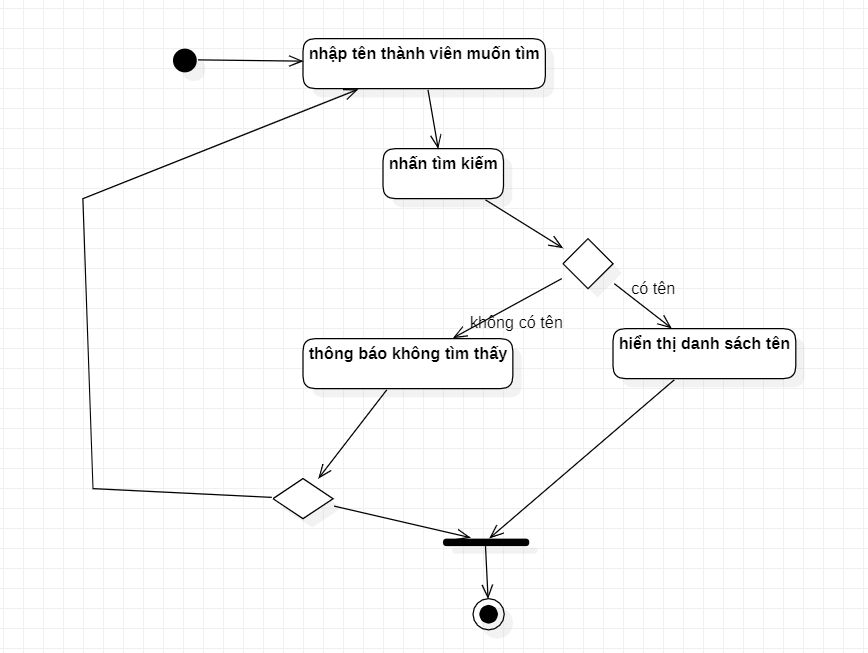 nhập tên thành viên muốn tìm
nhấn tìm kiếm
có tên
không có tên
hiển thị danh sách tên
thông báo không tìm thấy